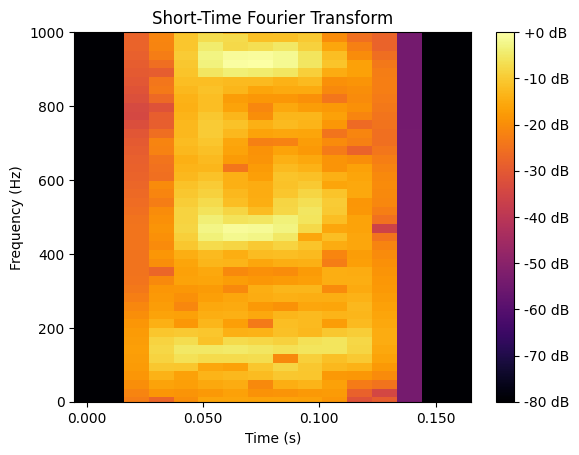 Short-Time Fourier Transform
1000
800
600
400
200
0
Frequency (Hz)
0.000
0.050
0.100
0.150
Time (s)
+0 dB
-10 dB
-20 dB
-30 dB
-40 dB
-50 dB
-60 dB
-70 dB
-80 dB